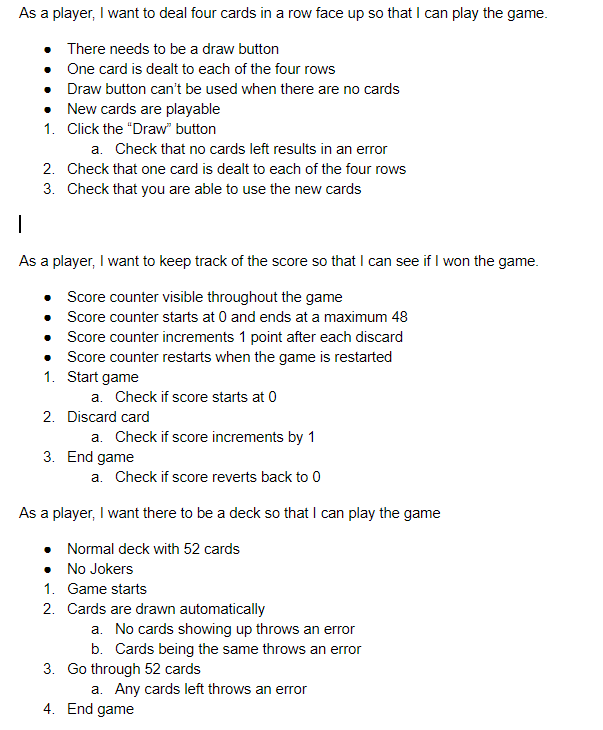 As a player, I want to deal four cards in a row face up so that I can play the game.
● There needs to be a draw button
● One card is dealt to each of the four rows
● Draw button can't be used when there are no cards
● New cards are playable
1. Click the “Draw” button
a. Check that no cards left results in an error
2. Check that one card is dealt to each of the four rows
3. Check that you are able to use the new cards
As a player, I want to keep track of the score so that I can see if I won the game.
● Score counter visible throughout the game
● Score counter starts at 0 and ends at a maximum 48
● Score counter increments 1 point after each discard
● Score counter restarts when the game is restarted
1. Start game
a. Check if score starts at 0
2. Discard card
a. Check if score increments by 1
3. End game
a. Check if score reverts back to 0
As a player, I want there to be a deck so that I can play the game
● Normal deck with 52 cards
● No Jokers
1. Game starts
2. Cards are drawn automatically
a. No cards showing up throws an error
b. Cards being the same throws an error
3. Go through 52 cards
a. Any cards left throws an error
4. End game